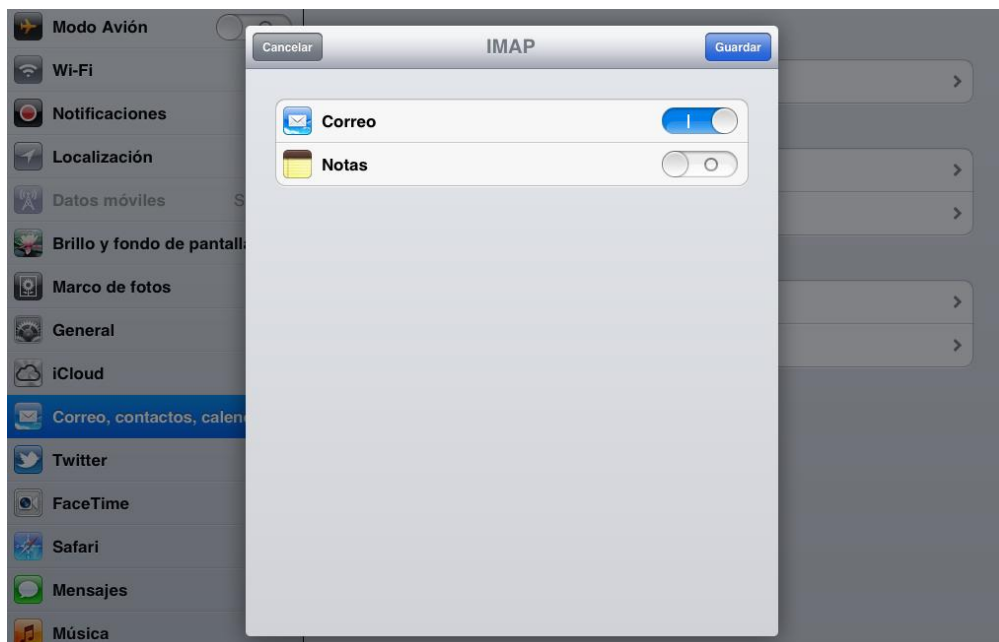 Modo Avión
Wi-Fi
Notificaciones
Localización
Datos móviles S
Brillo y fondo de pantall
Marco de fotos
General
iCloud
Correo, contactos, calen
Twitter
FaceTime
Safari
Mensajes
Música
Cancelar IMAP Guardar
Correo
Notas